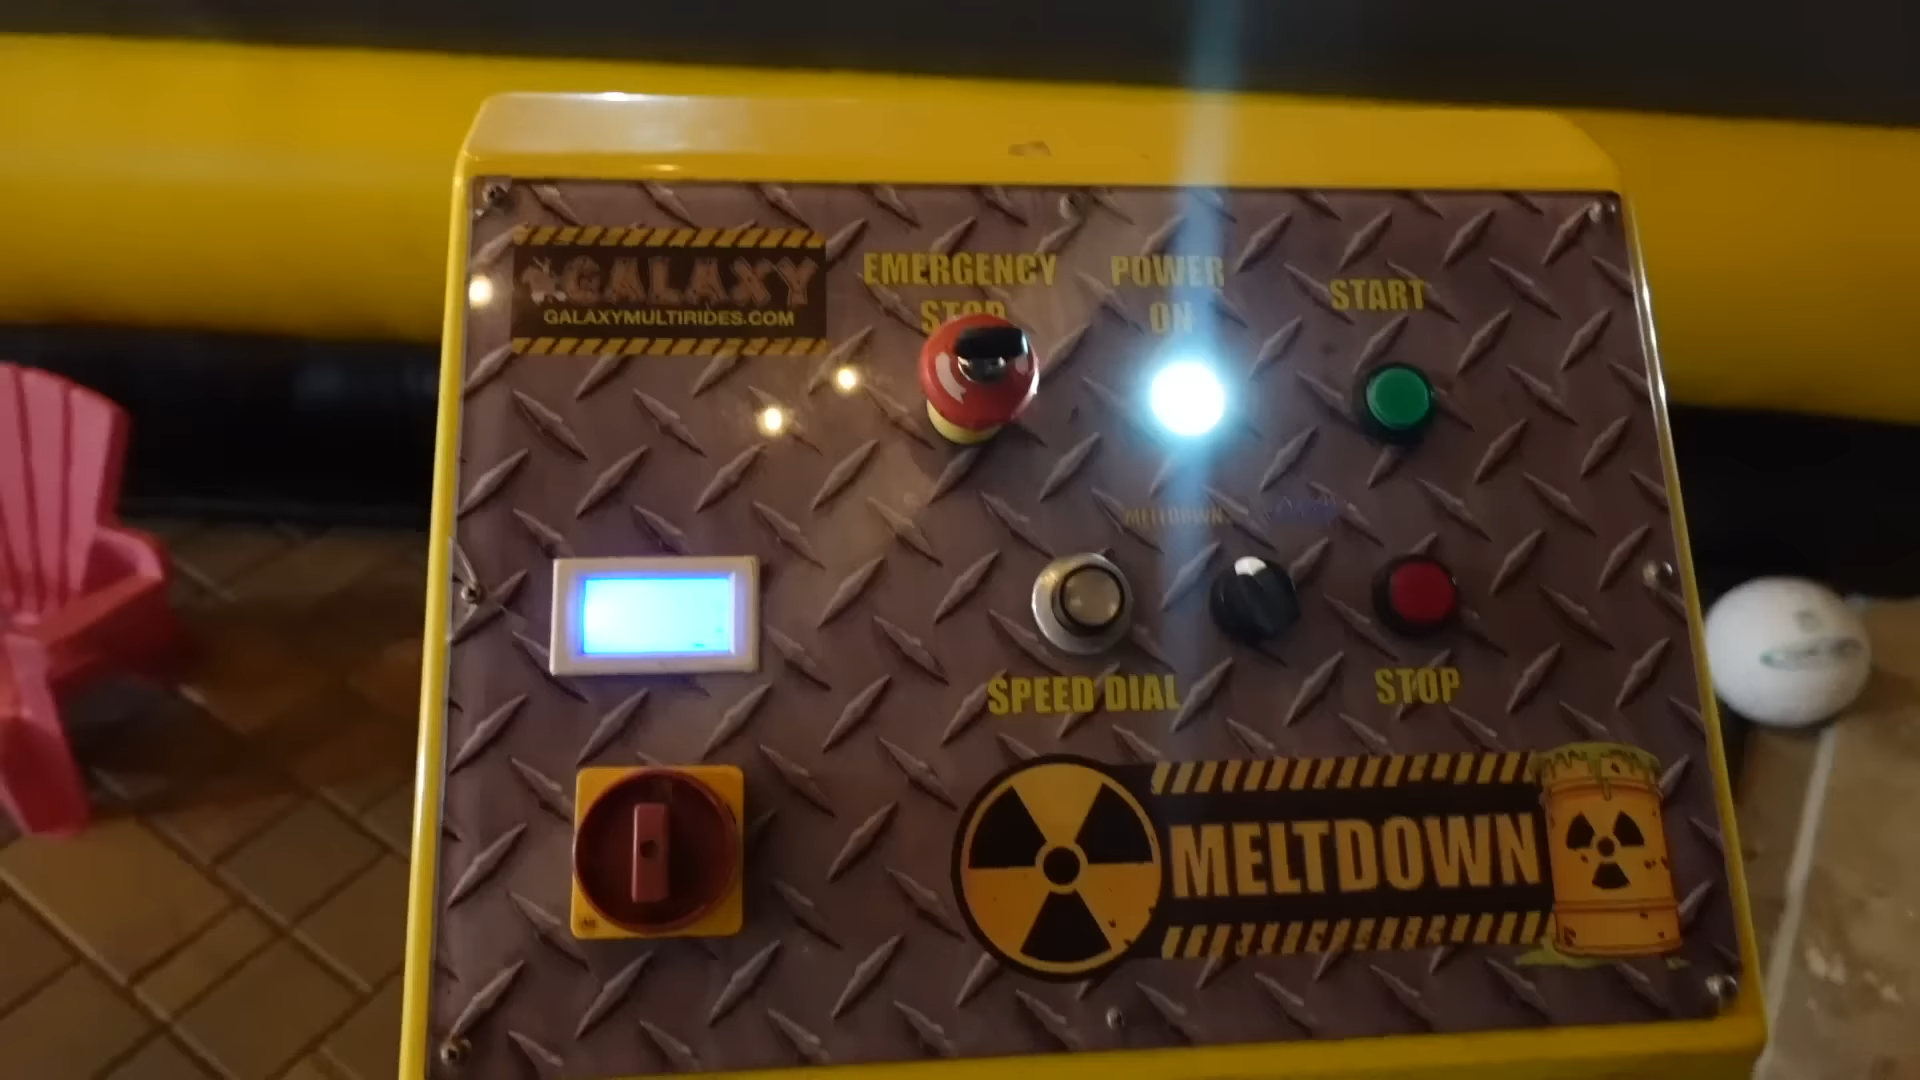 GALAXY
GALAXYMULTIRIDES.COM
EMERGENCY
STOP
POWER
ON
START
MELTDOWN
SPEED DIAL
STOP
MELTDOWN